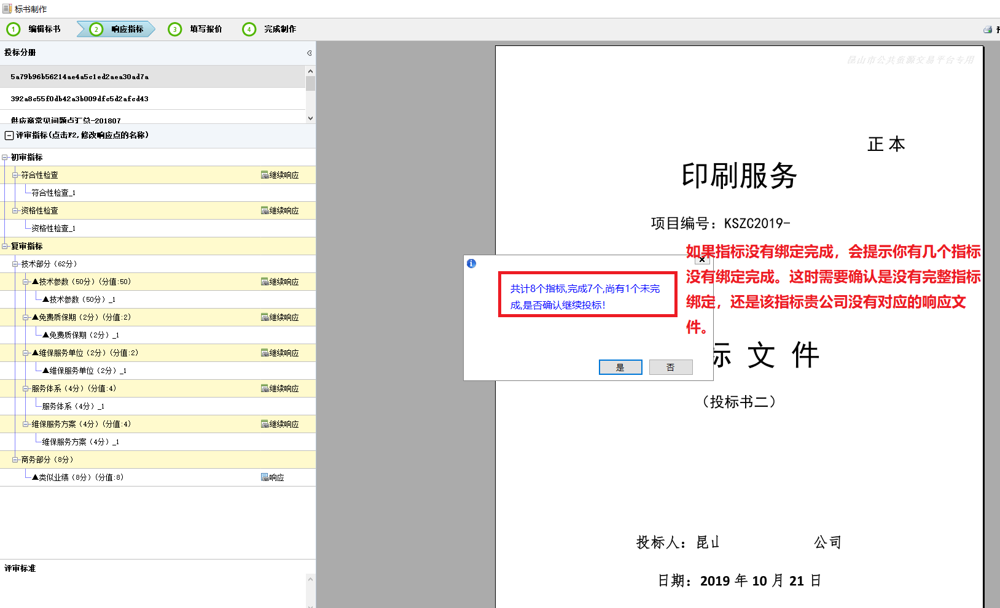 标书制作
1 编辑标书 2 响应指标 3 填写报价 4 完成制作
投标分册
5a79b96b56214ae4a5c1ed2aea30ad7a
392a8c55f0db42a3b009dfc5d2afcd43
供应商常见问题点汇总-201807
评审指标(点击F2,修改响应点的名称)
初审指标
符合性检查 继续响应
符合性检查_1
资格性检查 继续响应
资格性检查_1
复审指标
技术部分（62分）
▲技术参数（50分）(分值:50) 继续响应
▲技术参数（50分）_1
▲免费质保期（2分）(分值:2) 继续响应
▲免费质保期（2分）_1
▲维保服务单位（2分）(分值:2) 继续响应
▲维保服务单位（2分）_1
服务体系（4分）(分值:4) 继续响应
服务体系（4分）_1
维保服务方案（4分）(分值:4) 继续响应
维保服务方案（4分）_1
商务部分（8分）
▲类似业绩（8分）(分值:8) 响应
评审标准
昆山市公共资源交易平台专用
正 本
印刷服务
项目编号：KSZC2019-
如果指标没有绑定完成，会提示你有几个指标
没有绑定完成。这时需要确认是没有完整指标
绑定，还是该指标贵公司没有对应的响应文
件。
共计8个指标,完成7个,尚有1个未完
成,是否确认继续投标!
是 否
标 文 件
（投标书二）
投标人：昆山 公司
日期：2019 年 10 月 21 日